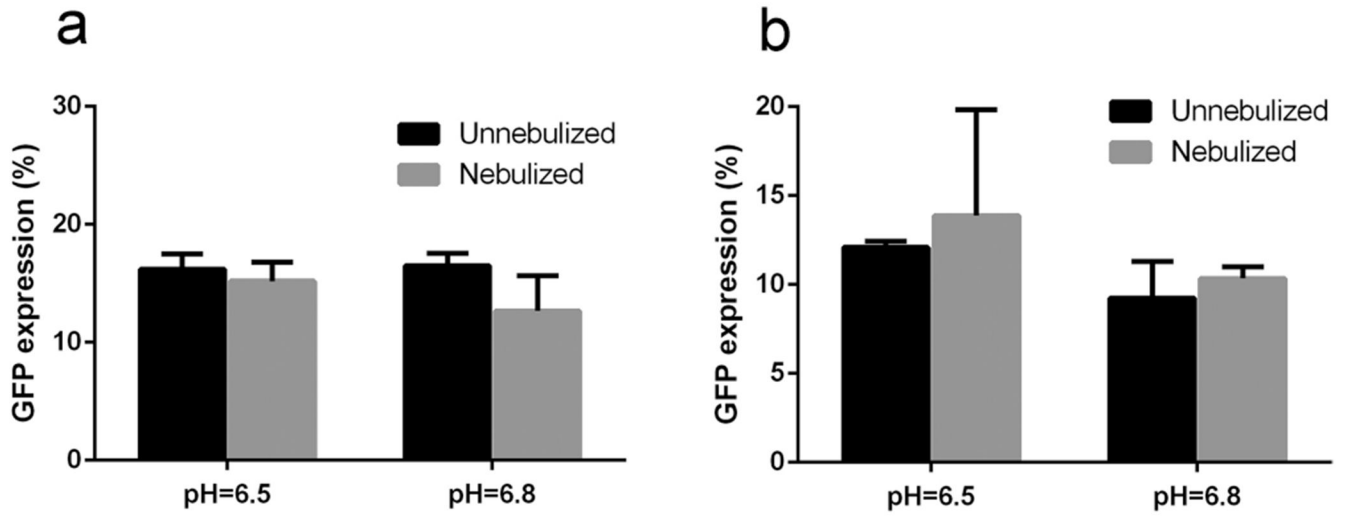 a
GFP expression (%)
30
20
10
0
Unnebulized
Nebulized
pH=6.5
pH=6.8
b
GFP expression (%)
20
15
10
5
0
Unnebulized
Nebulized
pH=6.5
pH=6.8